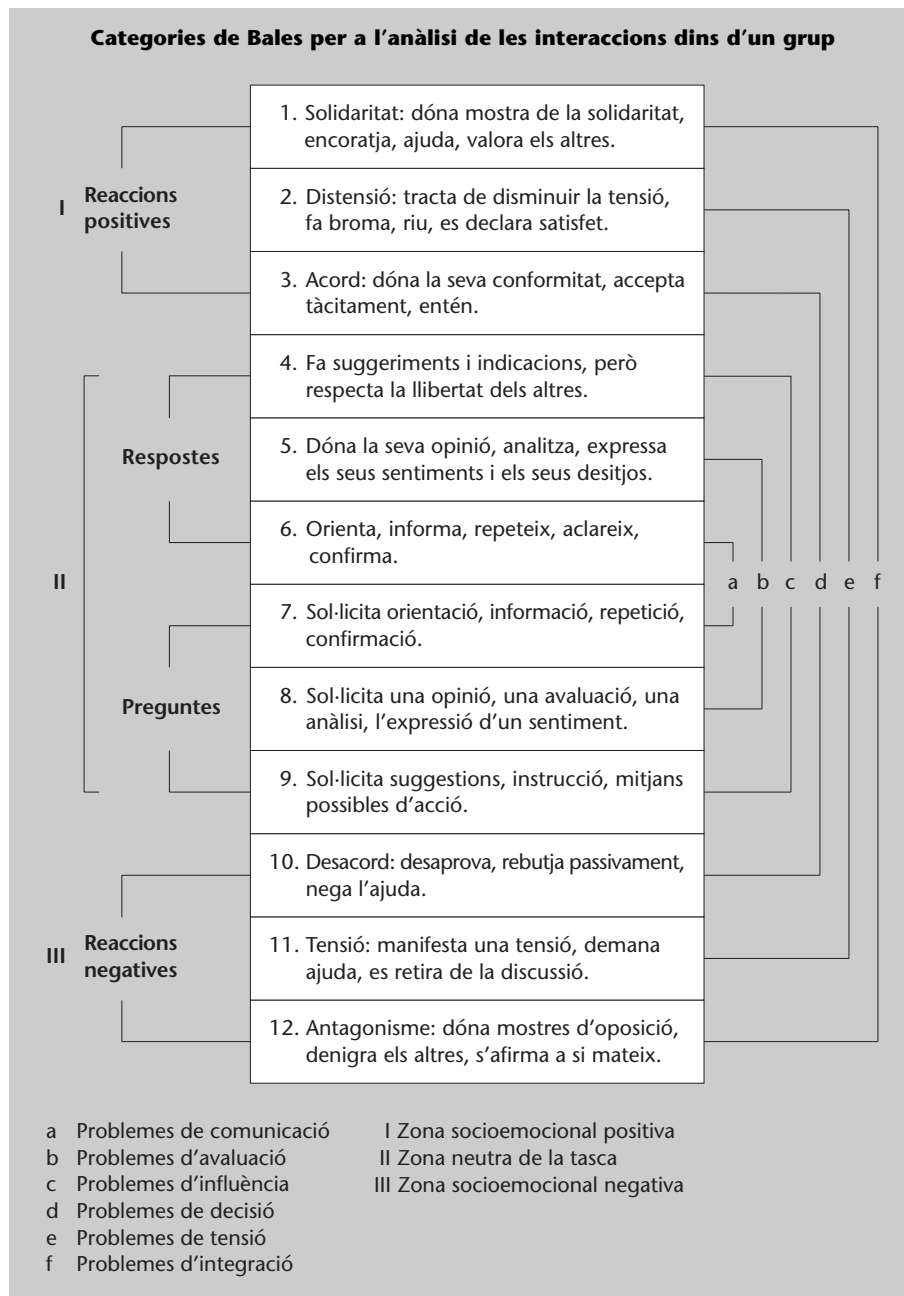 Categories de Bales per a l'anàlisi de les interaccions dins d'un grup
1. Solidaritat: dóna mostra de la solidaritat,
encoratja, ajuda, valora els altres.
I Reaccions
positives
2. Distensió: tracta de disminuir la tensió,
fa broma, riu, es declara satisfet.
3. Acord: dóna la seva conformitat, accepta
tàcitament, entén.
4. Fa suggeriments i indicacions, però
respecta la llibertat dels altres.
Respostes
5. Dóna la seva opinió, analitza, expressa
els seus sentiments i els seus desitjos.
6. Orienta, informa, repeteix, aclareix,
confirma.
II
a b c d e f
7. Sol·licita orientació, informació, repetició,
confirmació.
Preguntes
8. Sol·licita una opinió, una avaluació, una
anàlisi, l'expressió d'un sentiment.
9. Sol·licita suggestions, instrucció, mitjans
possibles d'acció.
10. Desacord: desaprova, rebutja passivament,
nega l'ajuda.
III Reaccions
negatives
11. Tensió: manifesta una tensió, demana
ajuda, es retira de la discussió.
12. Antagonisme: dóna mostres d'oposició,
denigra els altres, s'afirma a si mateix.
a Problemes de comunicació
b Problemes d'avaluació
c Problemes d'influència
d Problemes de decisió
e Problemes de tensió
f Problemes d'integració
I Zona socioemocional positiva
II Zona neutra de la tasca
III Zona socioemocional negativa